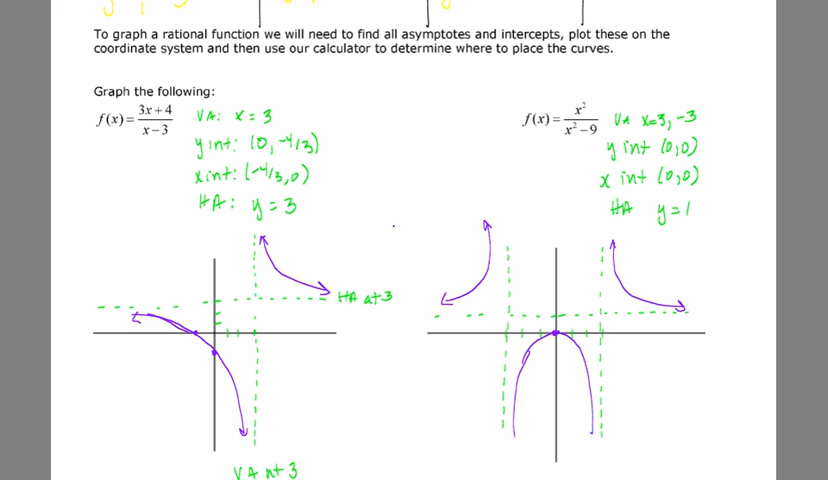 To graph a rational function we will need to find all asymptotes and intercepts, plot these on the
coordinate system and then use our calculator to determine where to place the curves.
Graph the following:
f(x)=(3x+4)/(x−3)
VA: x = 3
y int: (0, -4/3)
x int: (-4/3, 0)
HA: y = 3
HA at 3
VA at 3
f(x)=x²/(x²−9)
VA x=3, -3
y int (0,0)
x int (0,0)
HA y=1